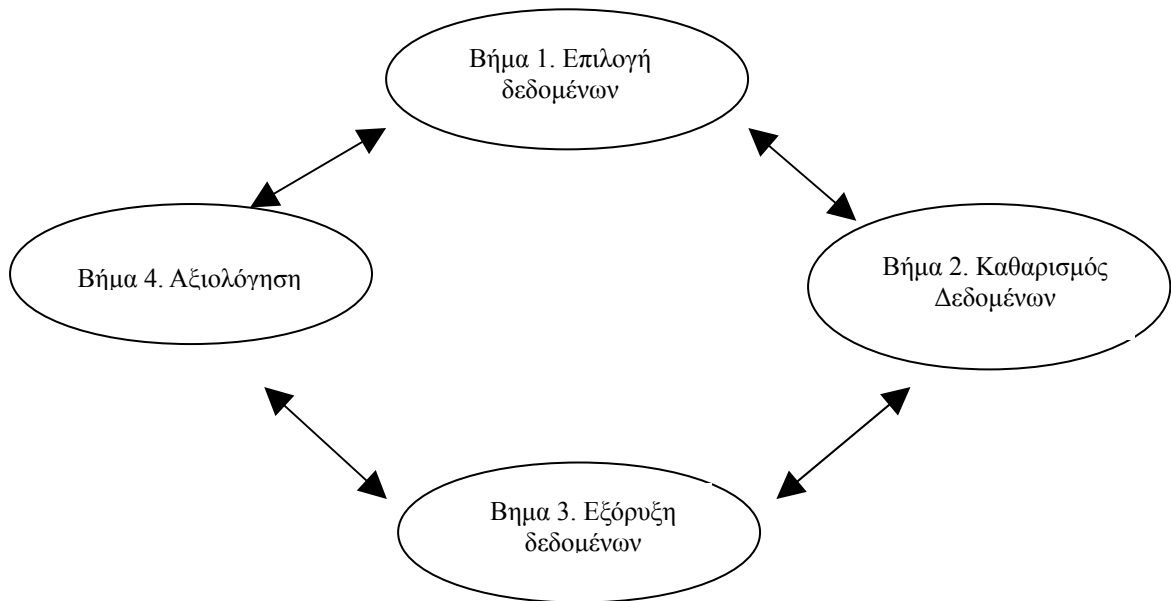 Βήμα 1. Επιλογή
δεδομένων
Βήμα 4. Αξιολόγηση
Βήμα 2. Καθαρισμός
Δεδομένων
Βημα 3. Εξόρυξη
δεδομένων